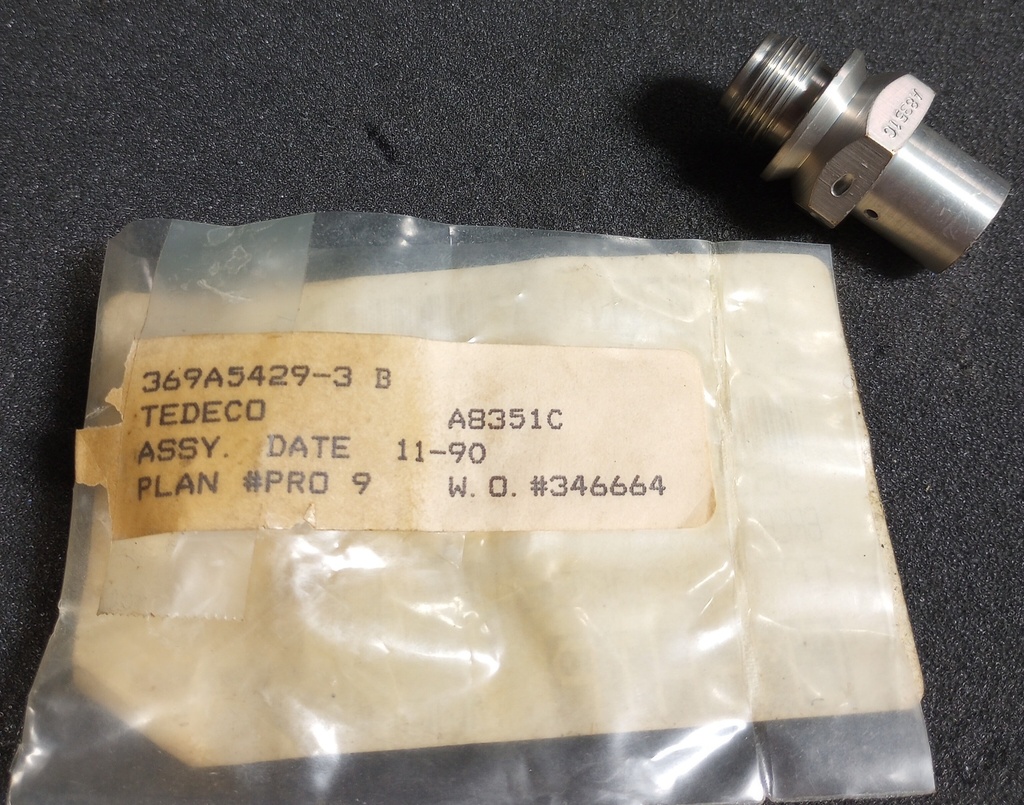 369A5429-3 B
TEDECO A8351C
ASSY. DATE 11-90
PLAN #PRO 9 W.O.#346664